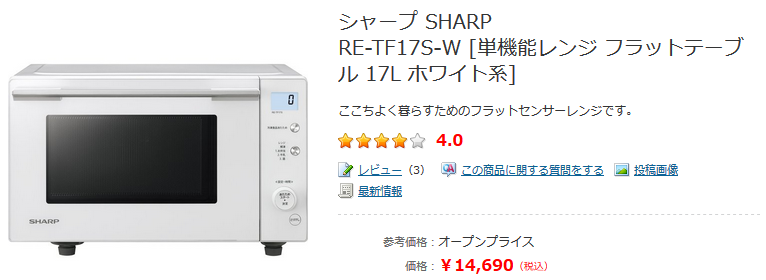 シャープ SHARP
RE-TF17S-W [単機能レンジ フラットテーブ
ル 17L ホワイト系]
ここちよく暮らすためのフラットセンサーレンジです。
4.0
レビュー（3） この商品に関する質問をする 投稿画像
最新情報
参考価格：オープンプライス
価格：￥14,690（税込）
0
SHARP